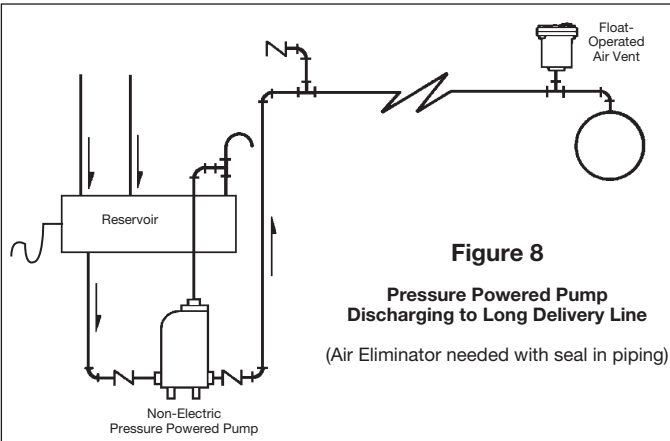 Float-
Operated
Air Vent
Reservoir
Figure 8
Pressure Powered Pump
Discharging to Long Delivery Line
(Air Eliminator needed with seal in piping)
Non-Electric
Pressure Powered Pump